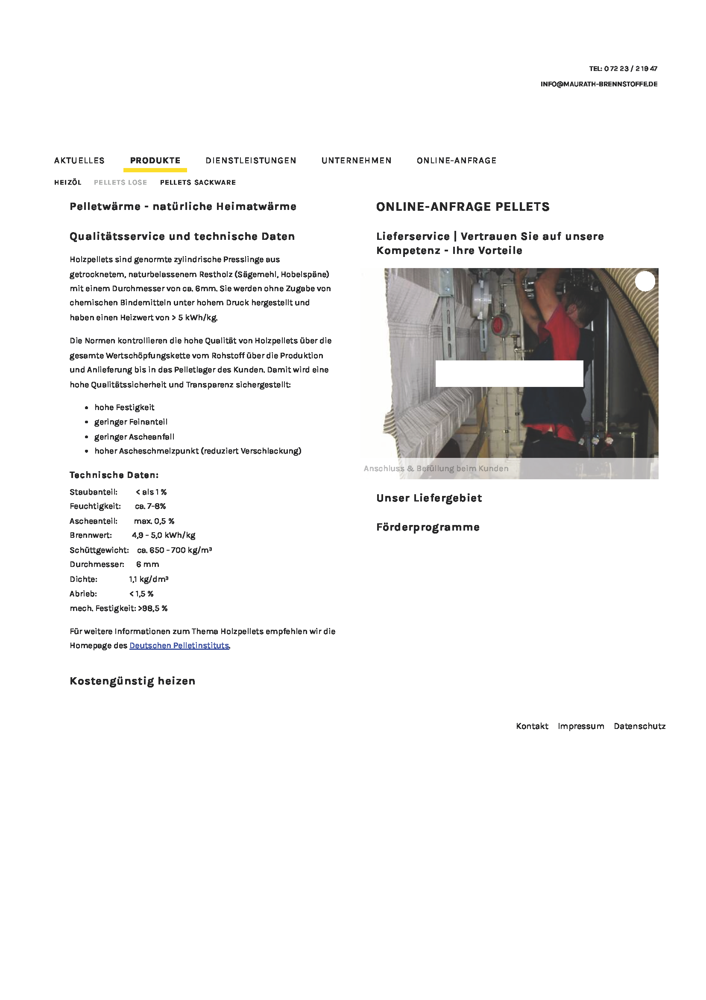 TEL: 0 72 23 / 2 19 47
INFO@MAURATH-BRENNSTOFFE.DE
AKTUELLES PRODUKTE DIENSTLEISTUNGEN UNTERNEHMEN ONLINE-ANFRAGE
HEIZÖL PELLETS LOSE PELLETS SACKWARE
Pelletwärme - natürliche Heimatwärme
Qualitätsservice und technische Daten
Holzpellets sind genormte zylindrische Presslinge aus
getrocknetem, naturbelassenem Restholz (Sägemehl, Hobelspäne)
mit einem Durchmesser von ca. 6mm. Sie werden ohne Zugabe von
chemischen Bindemitteln unter hohem Druck hergestellt und
haben einen Heizwert von > 5 kWh/kg.
Die Normen kontrollieren die hohe Qualität von Holzpellets über die
gesamte Wertschöpfungskette vom Rohstoff über die Produktion
und Anlieferung bis in das Pelletlager des Kunden. Damit wird eine
hohe Qualitätssicherheit und Transparenz sichergestellt:
• hohe Festigkeit
• geringer Feinanteil
• geringer Ascheanfall
• hoher Ascheschmelzpunkt (reduziert Verschlackung)
Technische Daten:
Staubanteil: < als 1 %
Feuchtigkeit: ca. 7-8%
Ascheanteil: max. 0,5 %
Brennwert: 4,9 - 5,0 kWh/kg
Schüttgewicht: ca. 650 - 700 kg/m³
Durchmesser: 6 mm
Dichte: 1,1 kg/dm³
Abrieb: < 1,5 %
mech. Festigkeit: >98,5 %
Für weitere Informationen zum Thema Holzpellets empfehlen wir die
Homepage des Deutschen Pelletinstituts.
Kostengünstig heizen
ONLINE-ANFRAGE PELLETS
Lieferservice | Vertrauen Sie auf unsere
Kompetenz - Ihre Vorteile
Anschluss & Befüllung beim Kunden
Unser Liefergebiet
Förderprogramme
Kontakt Impressum Datenschutz